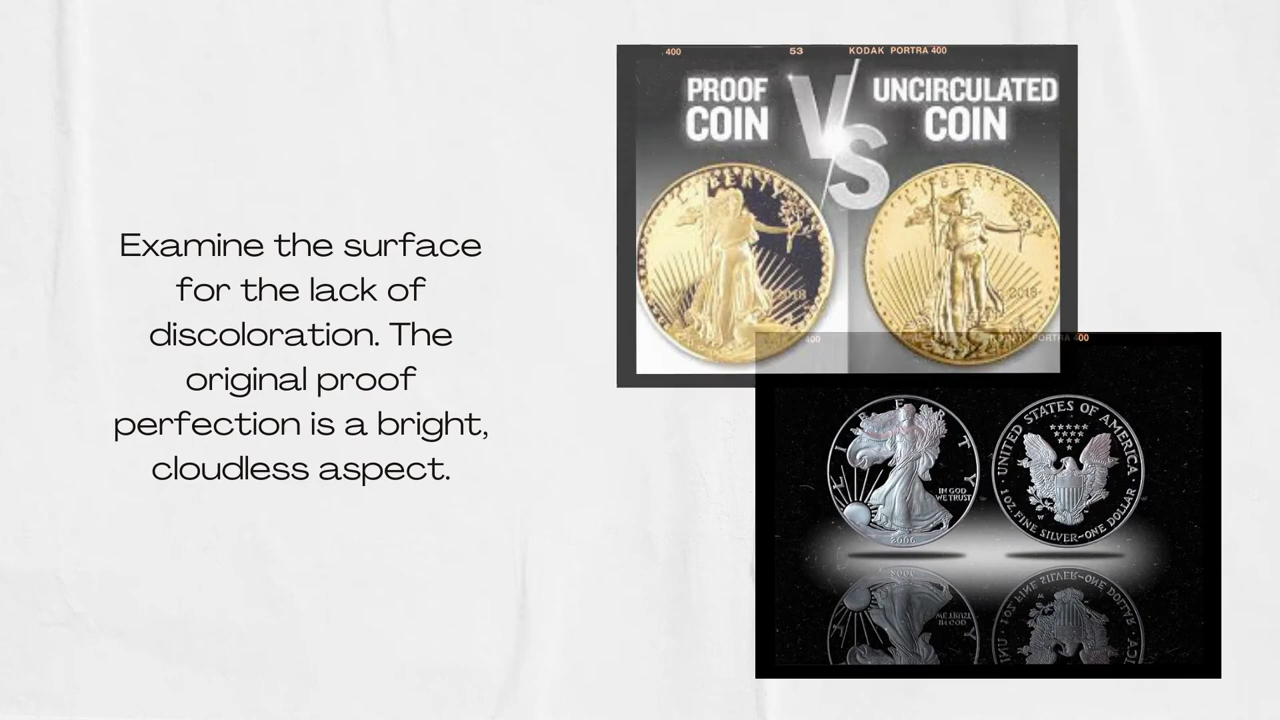 Examine the surface
for the lack of
discoloration. The
original proof
perfection is a bright,
cloudless aspect.
400
53
KODAK PORTRA 400
PROOF
COIN
VS
UNCIRCULATED
COIN
LIBERTY
2018
LIBERTY
2018
400
PORTRA 400
LIBERTY
IN GOD
WE TRUST
2006
UNITED STATES OF AMERICA
1 OZ. FINE SILVER~ONE DOLLAR